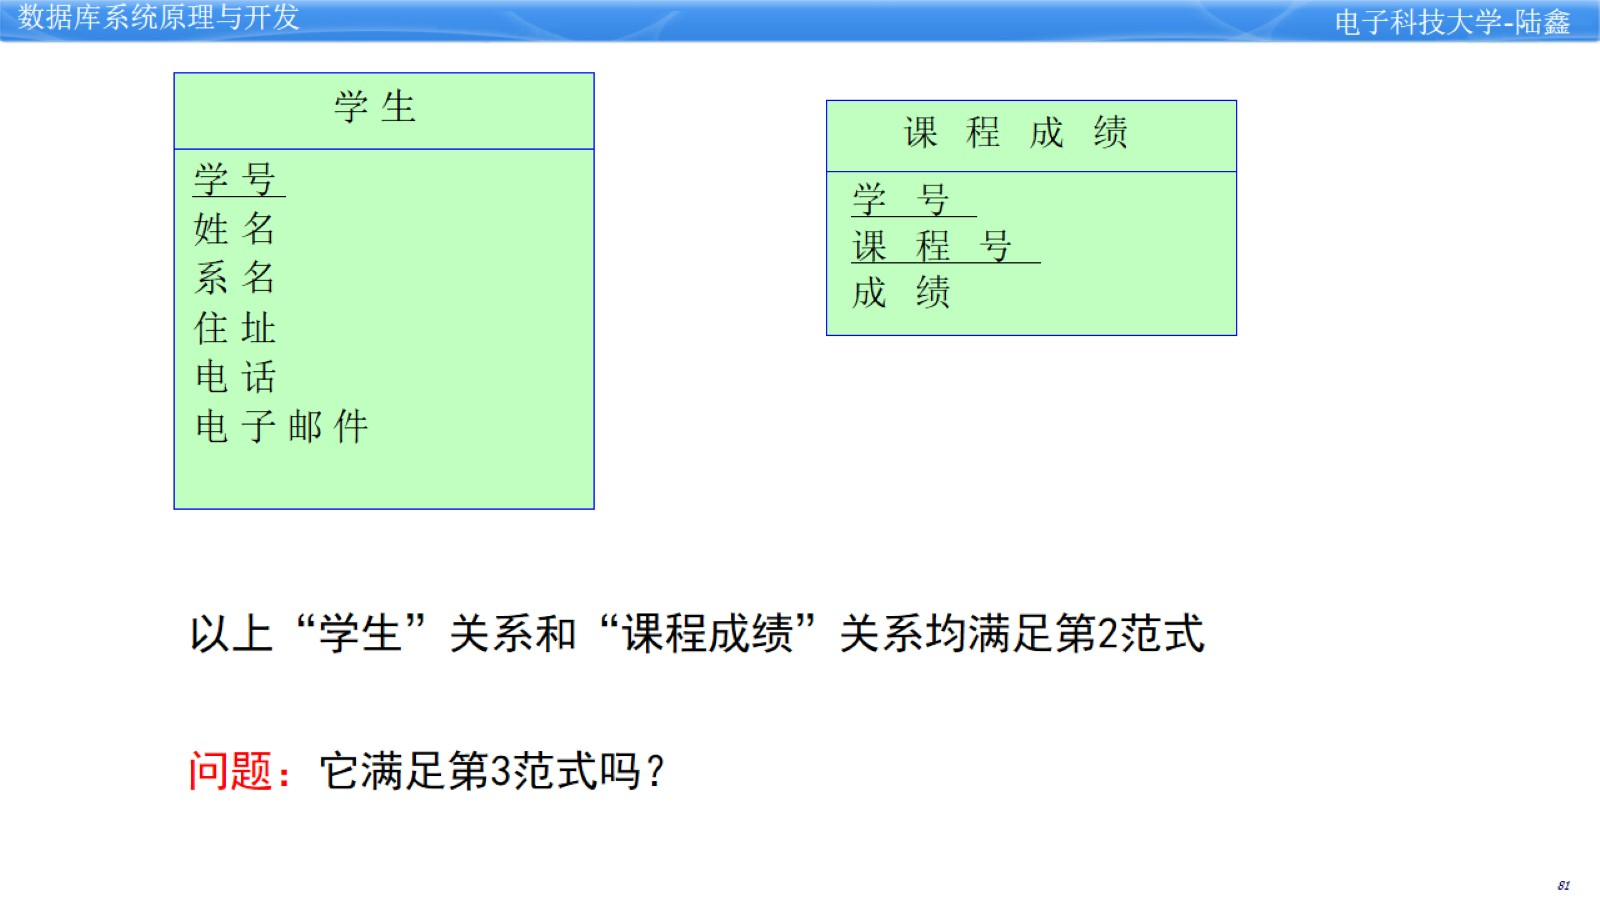 数据库系统原理与开发
电子科技大学-陆鑫
学生
学号
姓名
系名
住址
电话
电子邮件
课程成绩
学号
课程号
成绩
以上“学生”关系和“课程成绩”关系均满足第2范式
问题：它满足第3范式吗？
81